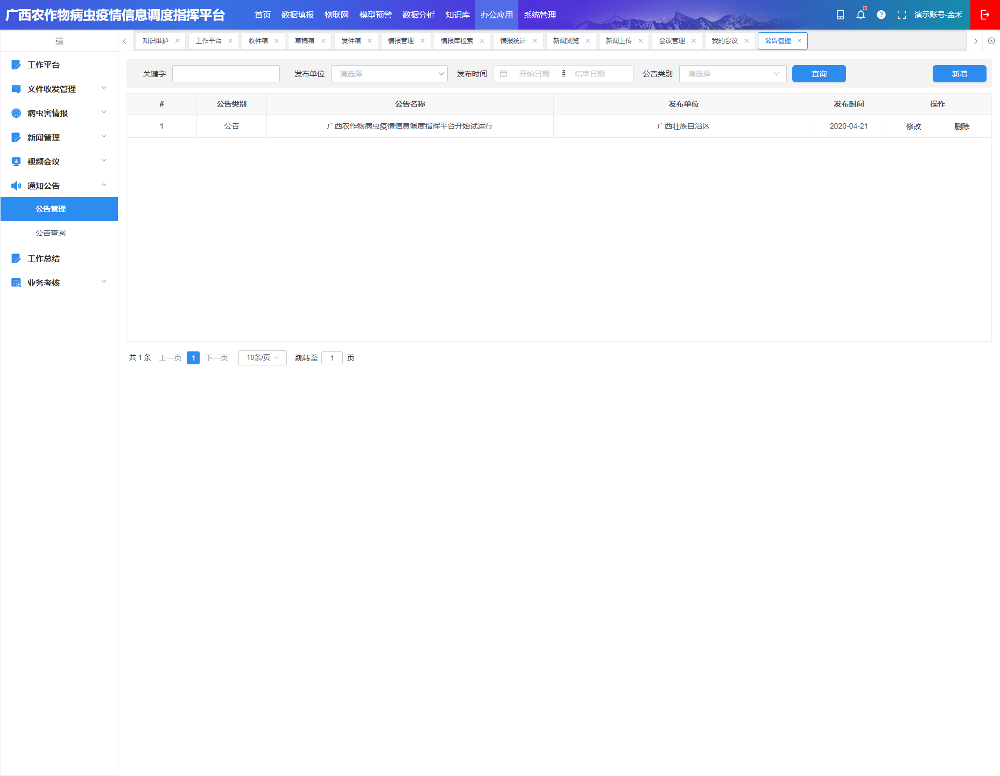 广西农作物病虫疫情信息调度指挥平台 首页 数据填报 物联网 模型预警 数据分析 知识库 办公应用 系统管理 演示账号-金禾
知识维护 工作平台 收件箱 草稿箱 发件箱 情报管理 情报库检索 情报统计 新闻浏览 新闻上传 会议管理 我的会议 公告管理
工作平台
文件收发管理
病虫害情报
新闻管理
视频会议
通知公告
公告管理
公告查阅
工作总结
业务考核
关键字 发布单位 请选择 发布时间 开始日期 至 结束日期 公告类别 请选择 查询 新增
# 公告类别 公告名称 发布单位 发布时间 操作
1 公告 广西农作物病虫疫情信息调度指挥平台开始试运行 广西壮族自治区 2020-04-21 修改 删除
共 1 条 上一页 1 下一页 10条/页 跳转至 1 页